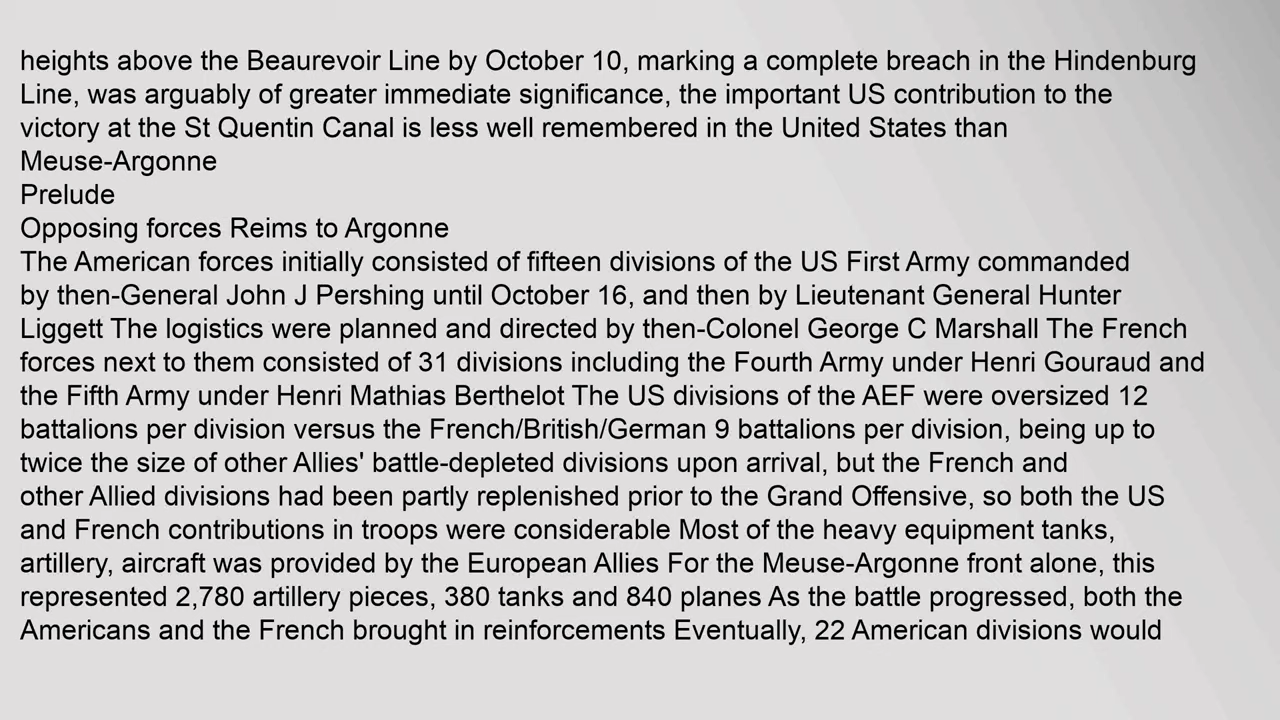 heights above the Beaurevoir Line by October 10, marking a complete breach in the Hindenburg
Line, was arguably of greater immediate significance, the important US contribution to the
victory at the St Quentin Canal is less well remembered in the United States than
Meuse-Argonne
Prelude
Opposing forces Reims to Argonne
The American forces initially consisted of fifteen divisions of the US First Army commanded
by then-General John J Pershing until October 16, and then by Lieutenant General Hunter
Liggett The logistics were planned and directed by then-Colonel George C Marshall The French
forces next to them consisted of 31 divisions including the Fourth Army under Henri Gouraud and
the Fifth Army under Henri Mathias Berthelot The US divisions of the AEF were oversized 12
battalions per division versus the French/British/German 9 battalions per division, being up to
twice the size of other Allies' battle-depleted divisions upon arrival, but the French and
other Allied divisions had been partly replenished prior to the Grand Offensive, so both the US
and French contributions in troops were considerable Most of the heavy equipment tanks,
artillery, aircraft was provided by the European Allies For the Meuse-Argonne front alone, this
represented 2,780 artillery pieces, 380 tanks and 840 planes As the battle progressed, both the
Americans and the French brought in reinforcements Eventually, 22 American divisions would